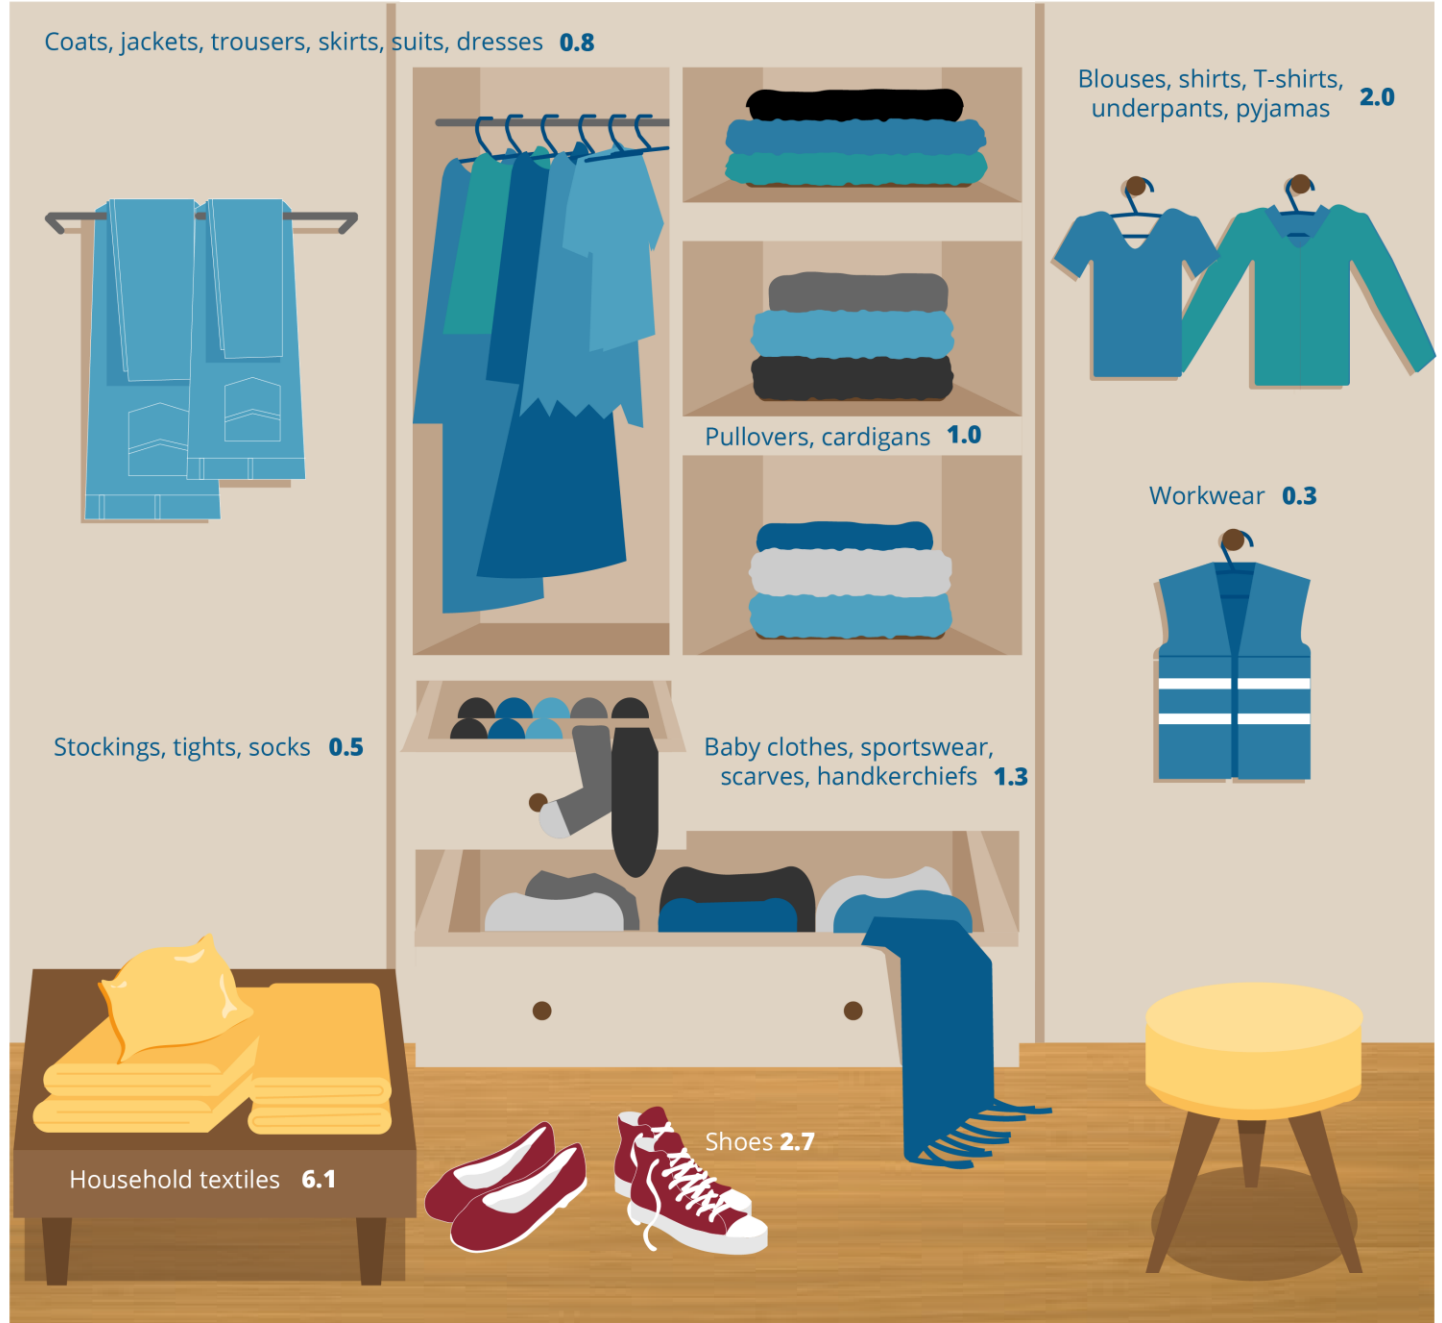 Coats, jackets, trousers, skirts, suits, dresses 0.8
Blouses, shirts, T-shirts,
underpants, pyjamas 2.0
Pullovers, cardigans 1.0
Workwear 0.3
Stockings, tights, socks 0.5
Baby clothes, sportswear,
scarves, handkerchiefs 1.3
Shoes 2.7
Household textiles 6.1